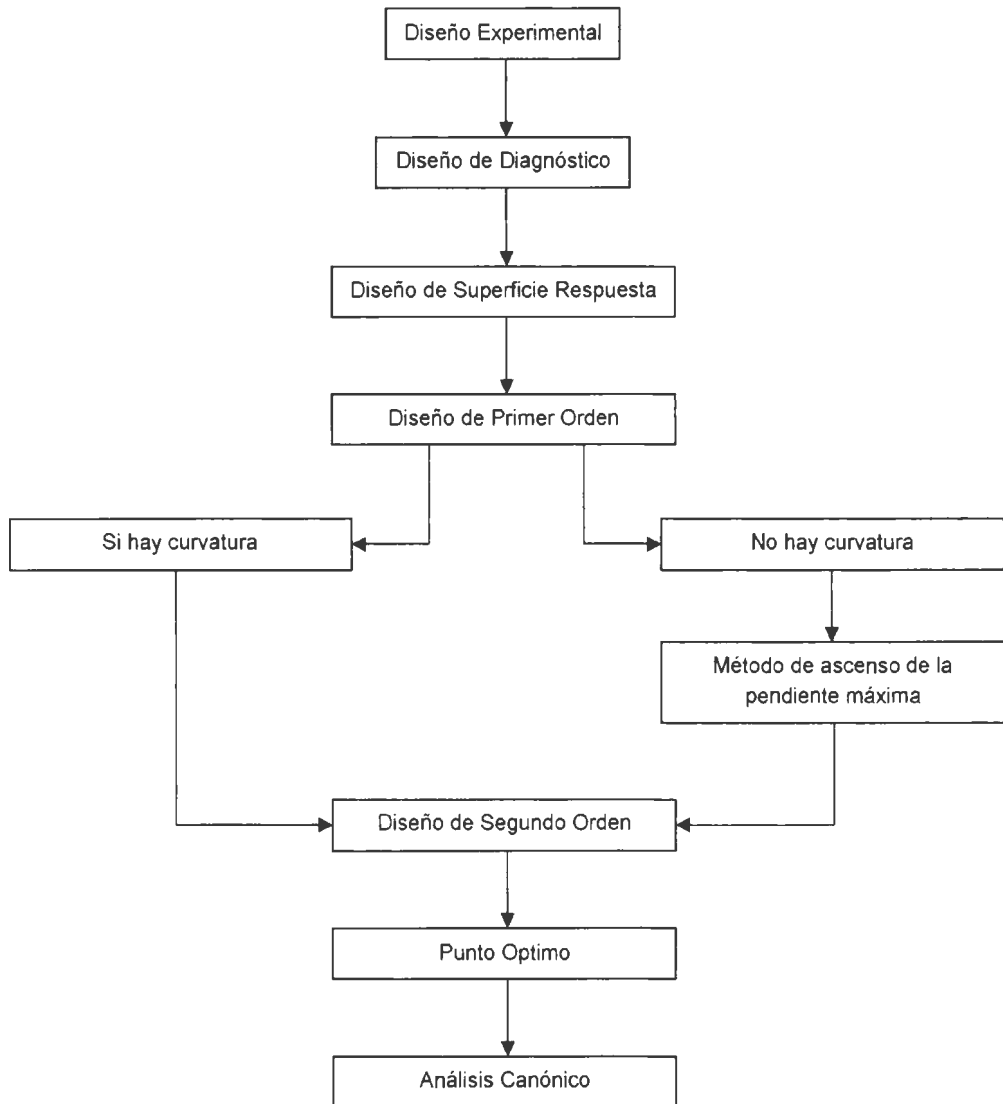 Diseño Experimental
Diseño de Diagnóstico
Diseño de Superficie Respuesta
Diseño de Primer Orden
Si hay curvatura
No hay curvatura
Método de ascenso de la
pendiente máxima
Diseño de Segundo Orden
Punto Optimo
Análisis Canónico